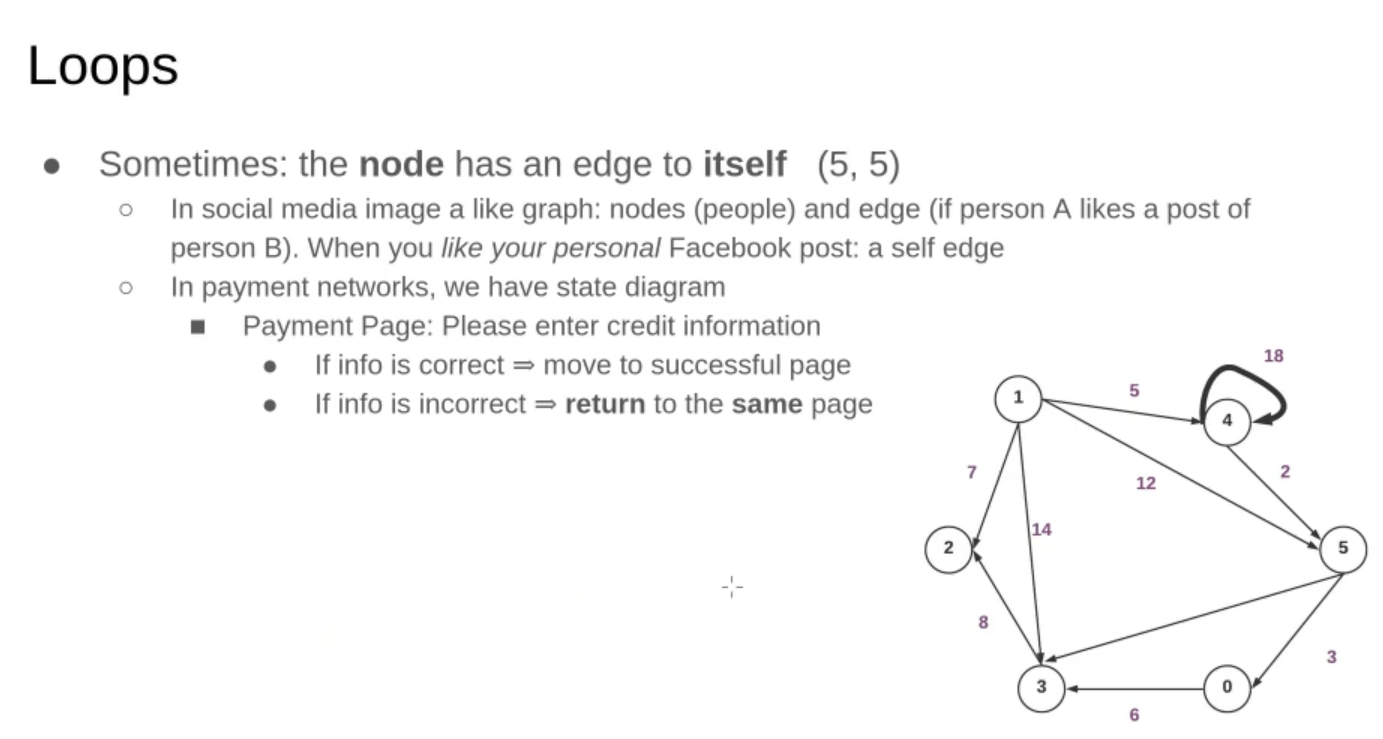 Loops
● Sometimes: the node has an edge to itself (5, 5)
○ In social media image a like graph: nodes (people) and edge (if person A likes a post of
person B). When you like your personal Facebook post: a self edge
○ In payment networks, we have state diagram
■ Payment Page: Please enter credit information
● If info is correct ⇒ move to successful page
● If info is incorrect ⇒ return to the same page
18
1
5
4
7
12
2
14
2
5
8
3
3
0
6